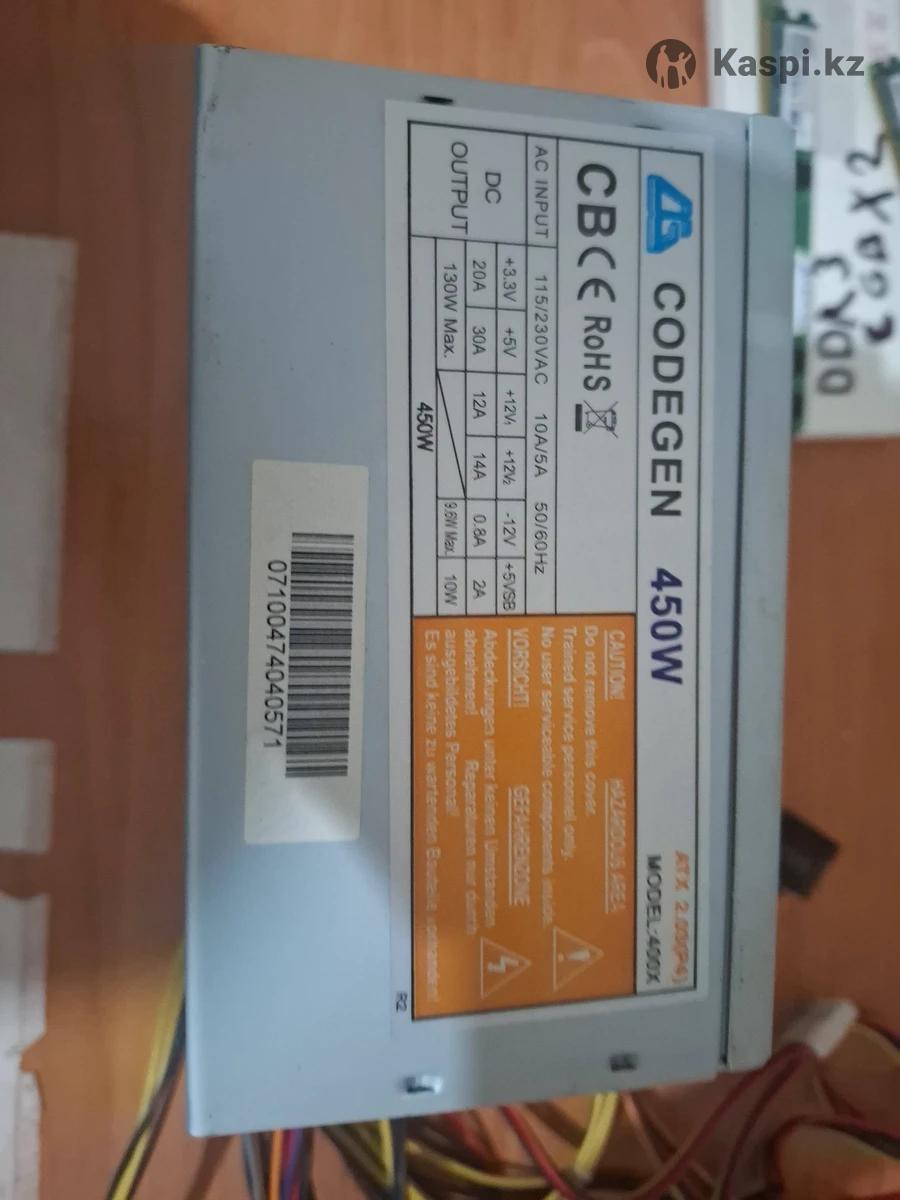 Kaspi.kz
CODEGEN 450W
ATX 2.00(P4)
MODEL:400X
CB CE RoHS
AC INPUT 115/230VAC 10A/5A 50/60Hz
DC OUTPUT
+3.3V +5V +12V₁ +12V₂ -12V +5VSB
20A 30A 12A 14A 0.8A 2A
130W Max. 9.6W Max. 10W
450W
CAUTION! HAZARDOUS AREA
Do not remove this cover.
Trained service personnel only.
No user serviceable components inside.
VORSICHT! GEFAHRENZONE
Abdeckungen unter keinen Umständen
abnehmen! Reparaturen nur durch
ausgebildetes Personal!
Es sind keine zu wartenden Bauteile vorhanden!
R2
07100474040571
DDR3